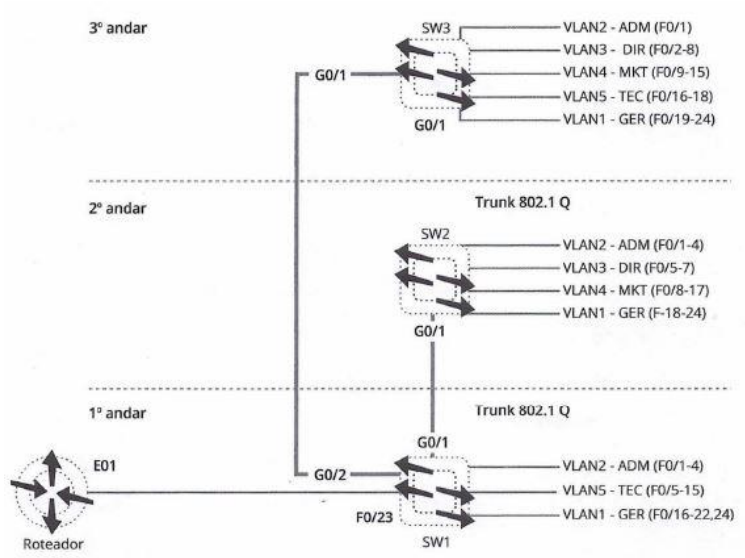 3º andar
SW3
VLAN2 - ADM (F0/1)
VLAN3 - DIR (F0/2-8)
G0/1
VLAN4 - MKT (F0/9-15)
VLAN5 - TEC (F0/16-18)
G0/1
VLAN1 - GER (F0/19-24)
2º andar
Trunk 802.1 Q
SW2
VLAN2 - ADM (F0/1-4)
VLAN3 - DIR (F0/5-7)
VLAN4 - MKT (F0/8-17)
VLAN1 - GER (F-18-24)
G0/1
1º andar
Trunk 802.1 Q
G0/1
E01
G0/2
VLAN2 - ADM (F0/1-4)
VLAN5 - TEC (F0/5-15)
F0/23
VLAN1 - GER (F0/16-22,24)
Roteador
SW1